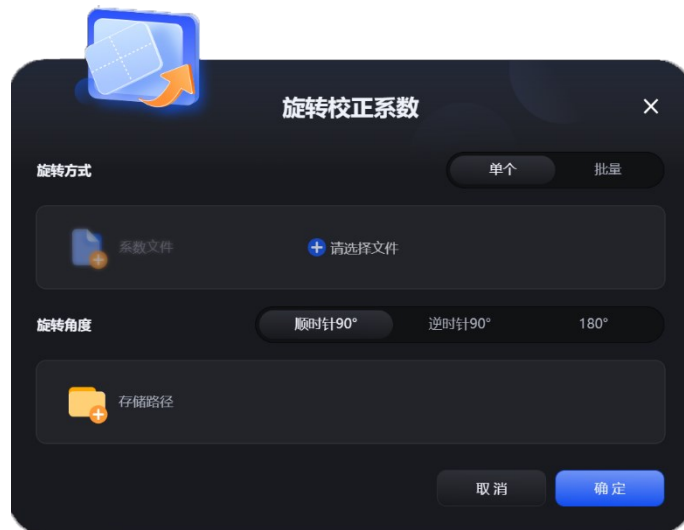 旋转校正系数
旋转方式
单个
批量
系数文件
请选择文件
旋转角度
顺时针90°
逆时针90°
180°
存储路径
取消
确定